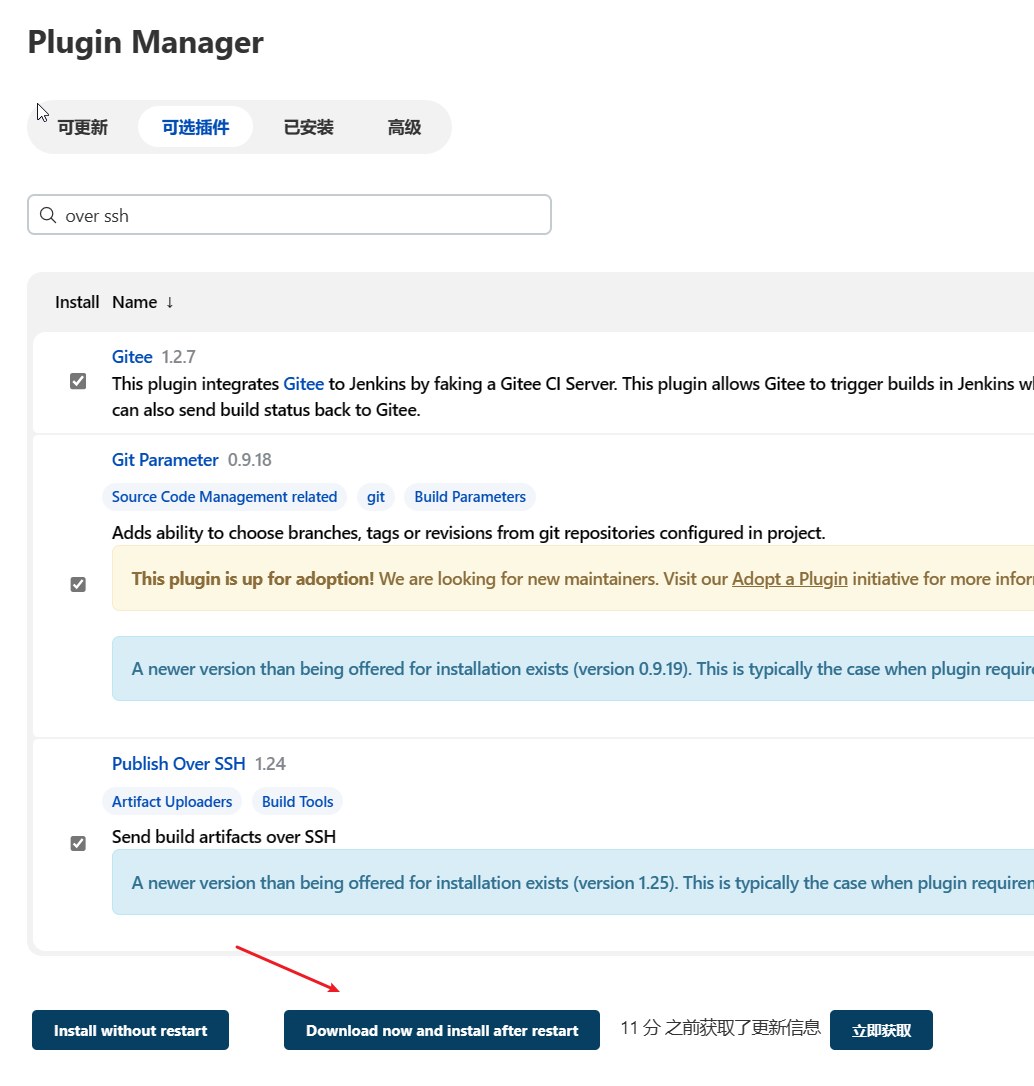 Plugin Manager
可更新 可选插件 已安装 高级
over ssh
Install Name ↓
Gitee 1.2.7
This plugin integrates Gitee to Jenkins by faking a Gitee CI Server. This plugin allows Gitee to trigger builds in Jenkins
can also send build status back to Gitee.
Git Parameter 0.9.18
Source Code Management related git Build Parameters
Adds ability to choose branches, tags or revisions from git repositories configured in project.
This plugin is up for adoption! We are looking for new maintainers. Visit our Adopt a Plugin initiative for more
A newer version than being offered for installation exists (version 0.9.19). This is typically the case when plugin
Publish Over SSH 1.24
Artifact Uploaders Build Tools
Send build artifacts over SSH
A newer version than being offered for installation exists (version 1.25). This is typically the case when plugin
Install without restart Download now and install after restart 11 分 之前获取了更新信息 立即获取